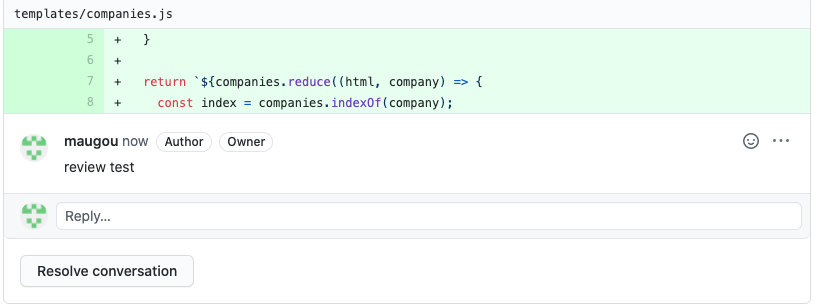 templates/companies.js
5 + }
6 +
7 + return `${companies.reduce((html, company) => {
8 + const index = companies.indexOf(company);
maugou now Author Owner
review test
Reply...
Resolve conversation